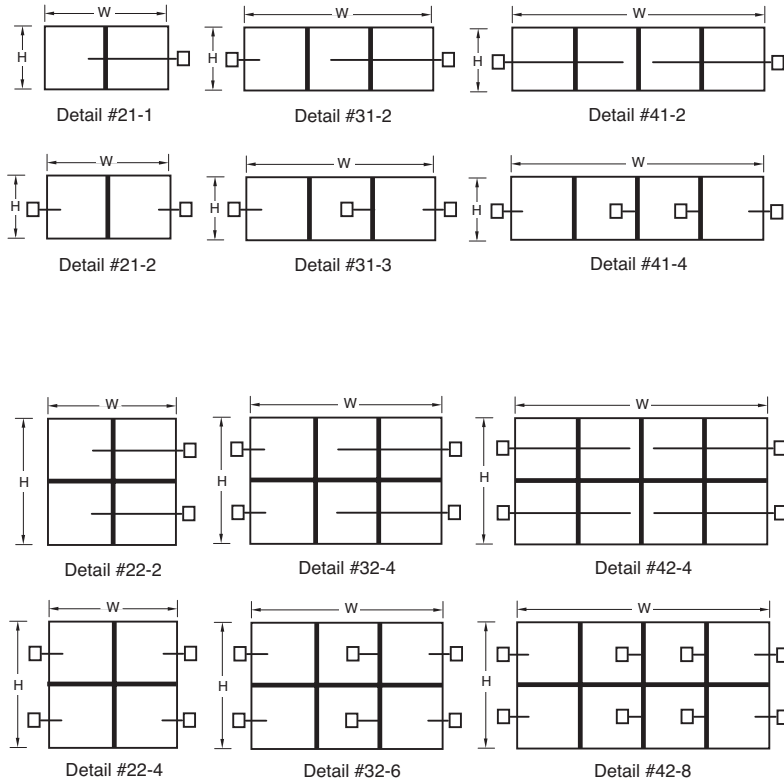 W W W
H H H
Detail #21-1 Detail #31-2 Detail #41-2
W W W
H H H
Detail #21-2 Detail #31-3 Detail #41-4
W W W
H H H
Detail #22-2 Detail #32-4 Detail #42-4
W W W
H H H
Detail #22-4 Detail #32-6 Detail #42-8